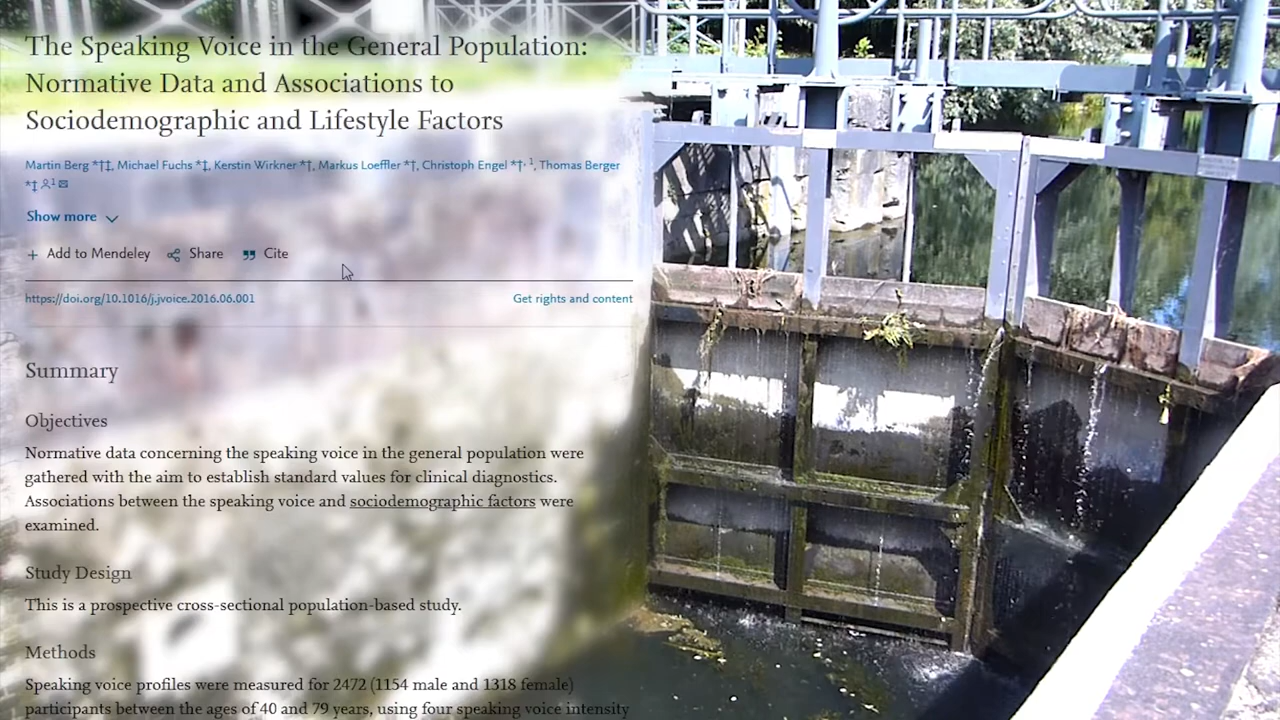 The Speaking Voice in the General Population:
Normative Data and Associations to
Sociodemographic and Lifestyle Factors
Martin Berg *†‡, Michael Fuchs *‡, Kerstin Wirkner *†, Markus Loeffler *†, Christoph Engel *†, 1, Thomas Berger
*‡ 1
Show more
+ Add to Mendeley Share Cite
https://doi.org/10.1016/j.jvoice.2016.06.001 Get rights and content
Summary
Objectives
Normative data concerning the speaking voice in the general population were
gathered with the aim to establish standard values for clinical diagnostics.
Associations between the speaking voice and sociodemographic factors were
examined.
Study Design
This is a prospective cross-sectional population-based study.
Methods
Speaking voice profiles were measured for 2472 (1154 male and 1318 female)
participants between the ages of 40 and 79 years, using four speaking voice intensity